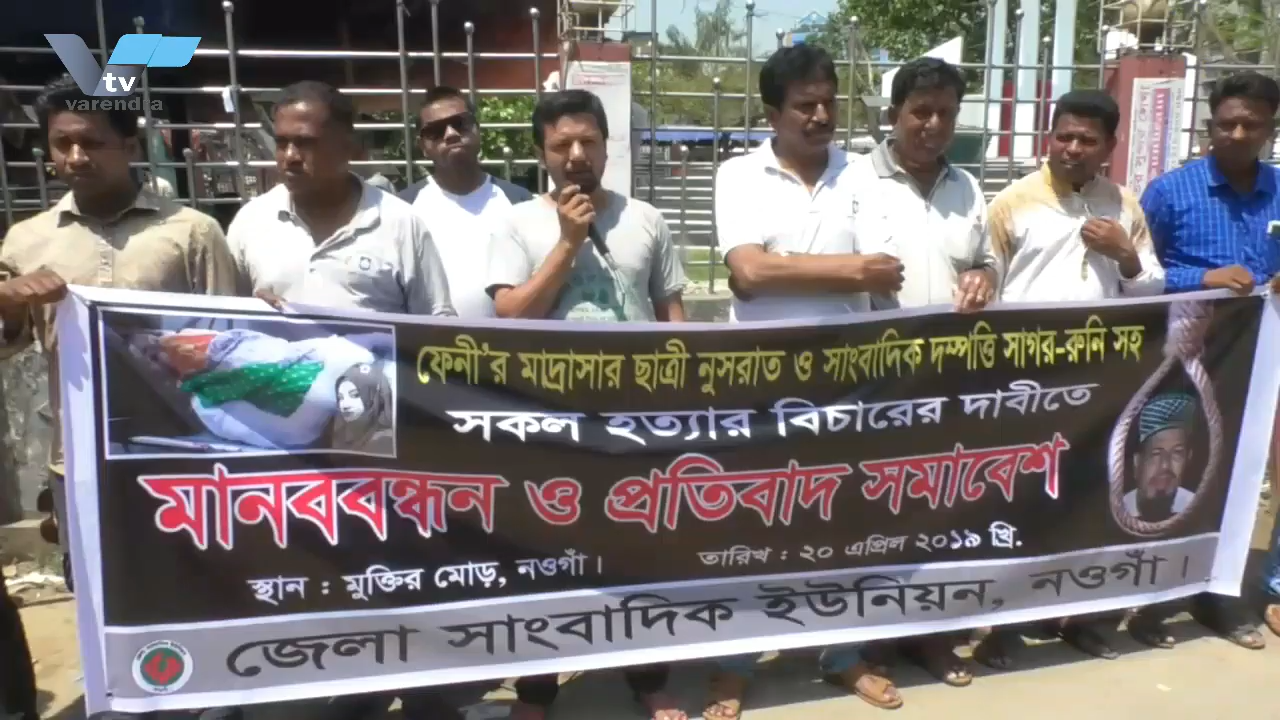 tv
varendra
ফেনী'র মাদ্রাসার ছাত্রী নুসরাত ও সাংবাদিক দম্পত্তি সাগর-রুনি সহ
সকল হত্যার বিচারের দাবীতে
মানববন্ধন ও প্রতিবাদ সমাবেশ
স্থান : মুক্তির মোড়, নওগাঁ।
তারিখ : ২০ এপ্রিল ২০১৯ খ্রি.
জেলা সাংবাদিক ইউনিয়ন, নওগাঁ।